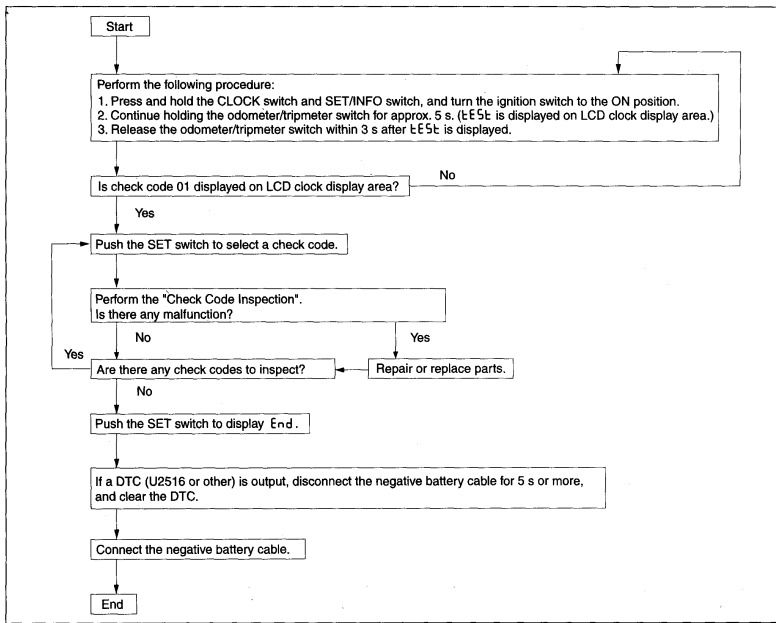 Start
Perform the following procedure:
1. Press and hold the CLOCK switch and SET/INFO switch, and turn the ignition switch to the ON position.
2. Continue holding the odometer/tripmeter switch for approx. 5 s. (tESt is displayed on LCD clock display area.)
3. Release the odometer/tripmeter switch within 3 s after tESt is displayed.
Is check code 01 displayed on LCD clock display area?
No
Yes
Push the SET switch to select a check code.
Perform the "Check Code Inspection".
Is there any malfunction?
No
Yes
Yes
Are there any check codes to inspect?
Repair or replace parts.
No
Push the SET switch to display End.
If a DTC (U2516 or other) is output, disconnect the negative battery cable for 5 s or more,
and clear the DTC.
Connect the negative battery cable.
End